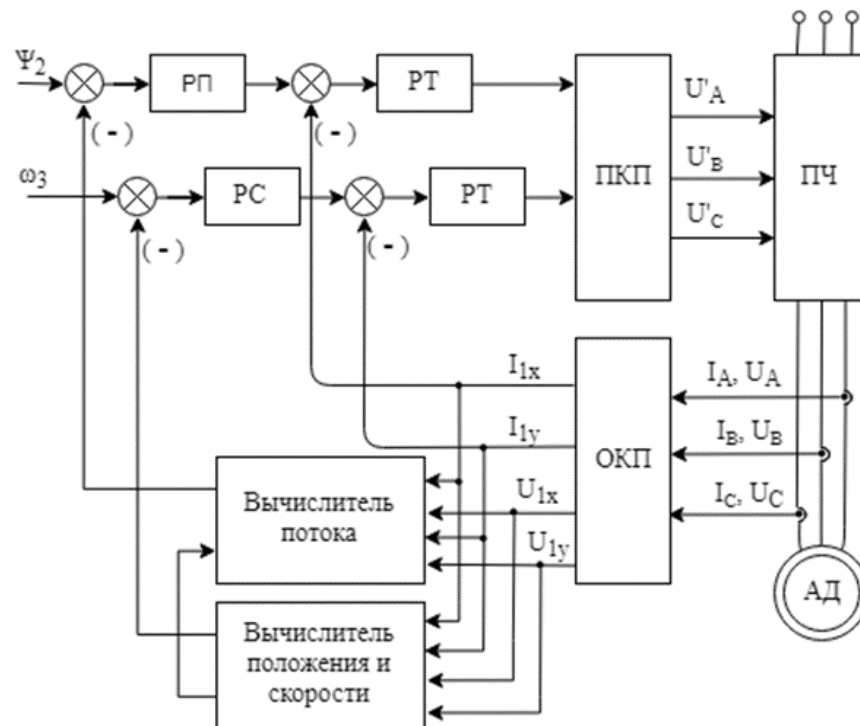 Ψ₂
РП
РТ
(-)
(-)
ω₃
РС
РТ
(-)
(-)
ПКП
U'A
U'B
U'C
ПЧ
I1x
I1y
U1x
U1y
ОКП
IA, UA
IB, UB
IC, UC
АД
Вычислитель
потока
Вычислитель
положения и
скорости